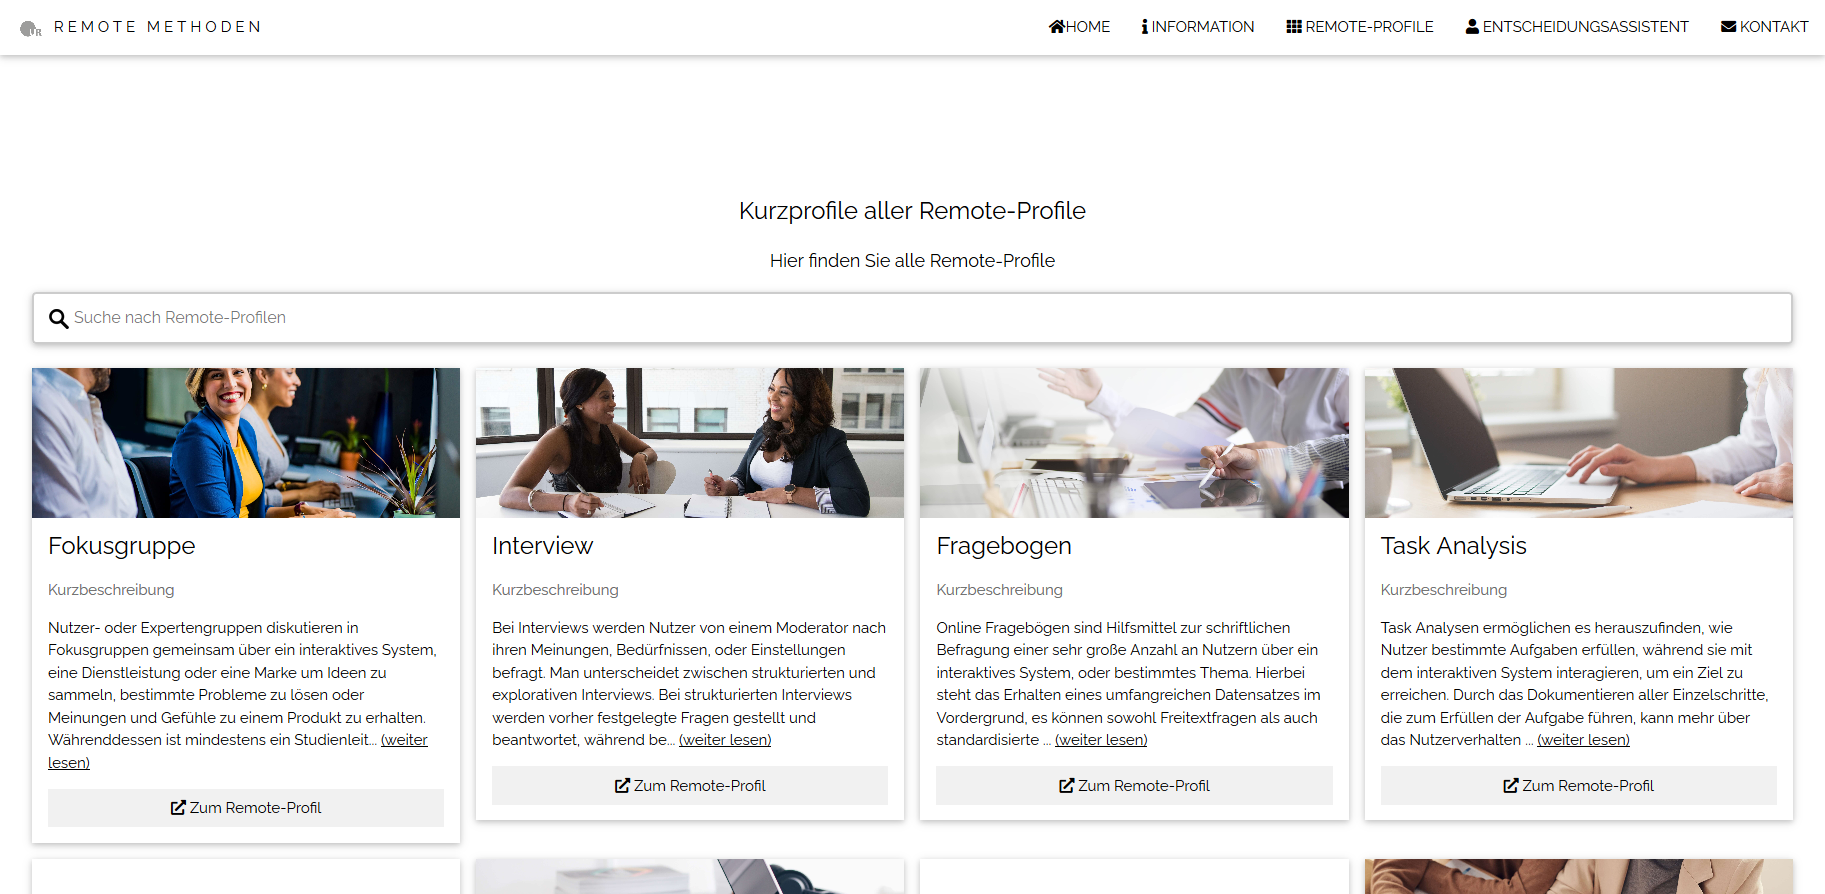 REMOTE METHODEN
HOME
INFORMATION
REMOTE-PROFILE
ENTSCHEIDUNGSASSISTENT
KONTAKT
Kurzprofile aller Remote-Profile
Hier finden Sie alle Remote-Profile
Suche nach Remote-Profilen
Fokusgruppe
Kurzbeschreibung
Nutzer- oder Expertengruppen diskutieren in
Fokusgruppen gemeinsam über ein interaktives System,
eine Dienstleistung oder eine Marke um Ideen zu
sammeln, bestimmte Probleme zu lösen oder
Meinungen und Gefühle zu einem Produkt zu erhalten.
Währenddessen ist mindestens ein Studienleit... (weiter
lesen)
Zum Remote-Profil
Interview
Kurzbeschreibung
Bei Interviews werden Nutzer von einem Moderator nach
ihren Meinungen, Bedürfnissen, oder Einstellungen
befragt. Man unterscheidet zwischen strukturierten und
explorativen Interviews. Bei strukturierten Interviews
werden vorher festgelegte Fragen gestellt und
beantwortet, während be... (weiter lesen)
Zum Remote-Profil
Fragebogen
Kurzbeschreibung
Online Fragebögen sind Hilfsmittel zur schriftlichen
Befragung einer sehr große Anzahl an Nutzern über ein
interaktives System, oder bestimmtes Thema. Hierbei
steht das Erhalten eines umfangreichen Datensatzes im
Vordergrund, es können sowohl Freitextfragen als auch
standardisierte ... (weiter lesen)
Zum Remote-Profil
Task Analysis
Kurzbeschreibung
Task Analysen ermöglichen es herauszufinden, wie
Nutzer bestimmte Aufgaben erfüllen, während sie mit
dem interaktiven System interagieren, um ein Ziel zu
erreichen. Durch das Dokumentieren aller Einzelschritte,
die zum Erfüllen der Aufgabe führen, kann mehr über
das Nutzerverhalten ... (weiter lesen)
Zum Remote-Profil